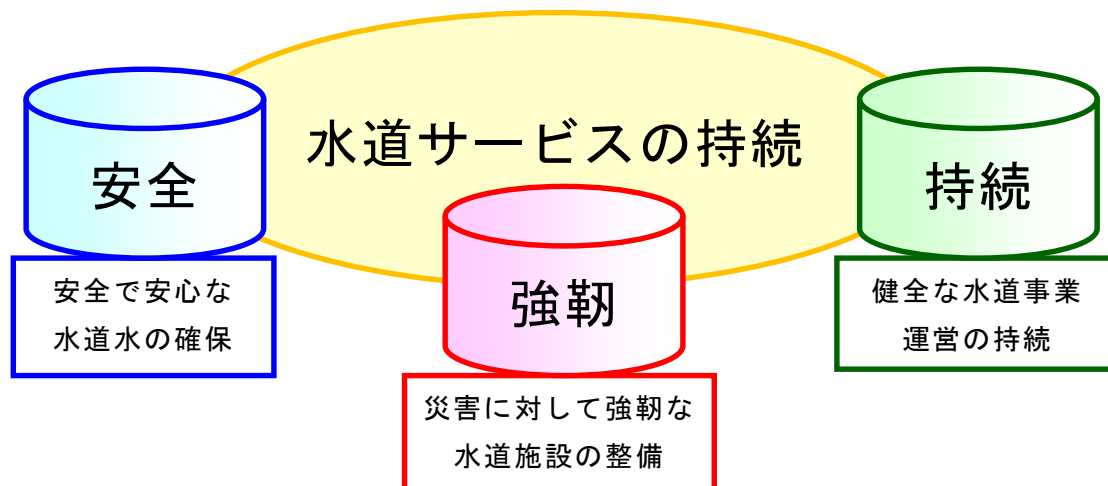 水道サービスの持続
安全
安全で安心な
水道水の確保
強靭
災害に対して強靭な
水道施設の整備
持続
健全な水道事業
運営の持続